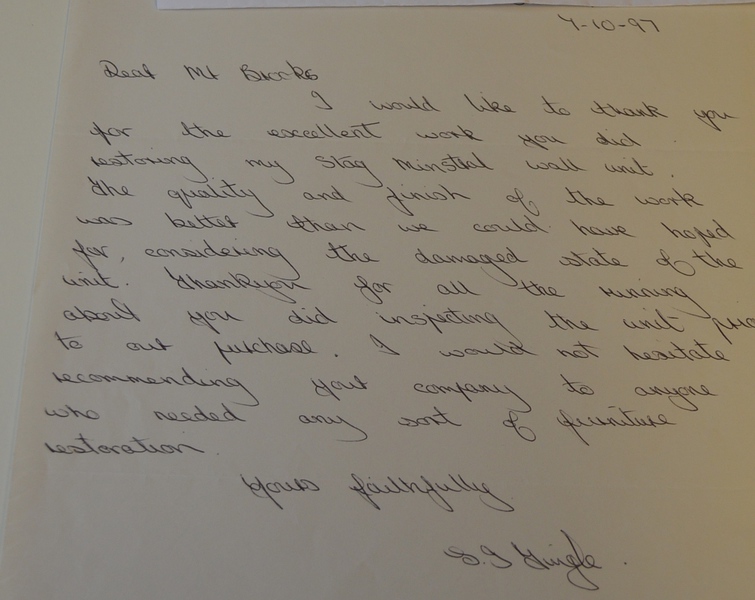 7-10-97
Dear Mr Brooks
I would like to thank you
for the excellent work you did
restoring my Stag Minstral wall unit.
The quality and finish of the work
was better than we could have hoped
for, considering the damaged state of the
unit. Thankyou for all the running
about you did inspecting the unit prio
to our purchase. I would not hesitate
recommending your company to anyone
who needed any sort of furniture
restoration.
Yours faithfully